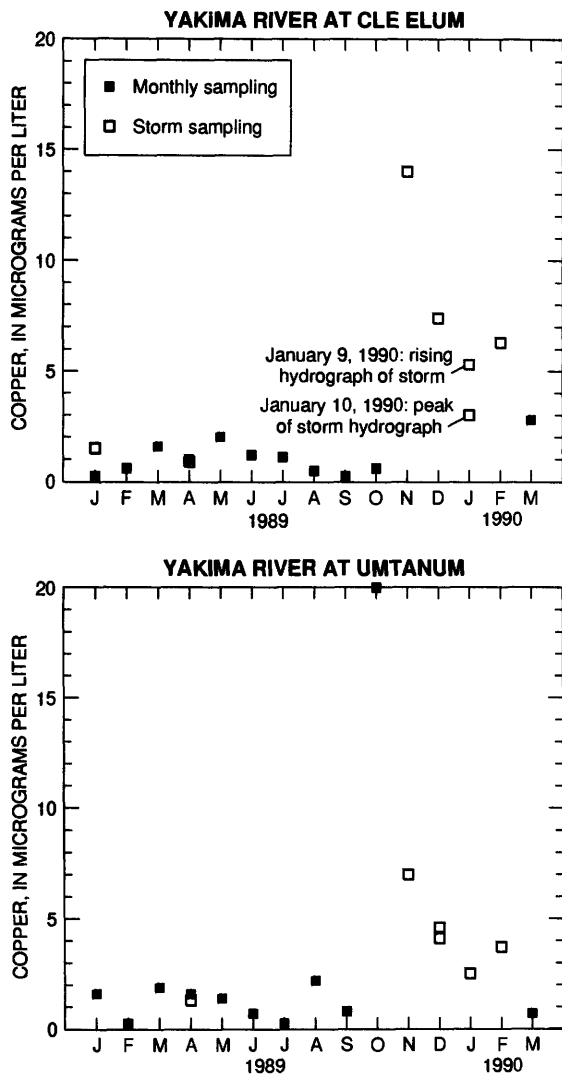 YAKIMA RIVER AT CLE ELUM
COPPER, IN MICROGRAMS PER LITER
20
15
10
5
0
Monthly sampling
Storm sampling
January 9, 1990: rising
hydrograph of storm
January 10, 1990: peak
of storm hydrograph
J F M A M J J A S O N D J F M
1989 1990
YAKIMA RIVER AT UMTANUM
COPPER, IN MICROGRAMS PER LITER
20
15
10
5
0
J F M A M J J A S O N D J F M
1989 1990